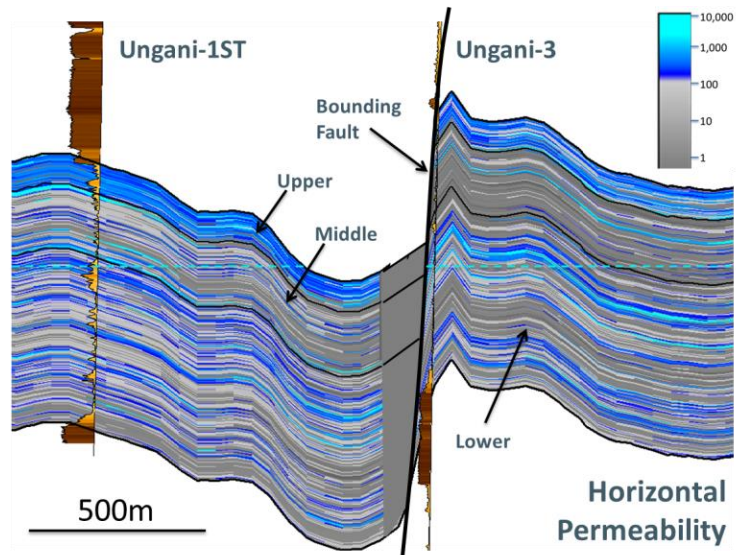 Ungani-1ST
Ungani-3
10,000
1,000
100
10
1
Bounding
Fault
Upper
Middle
Lower
500m
Horizontal
Permeability